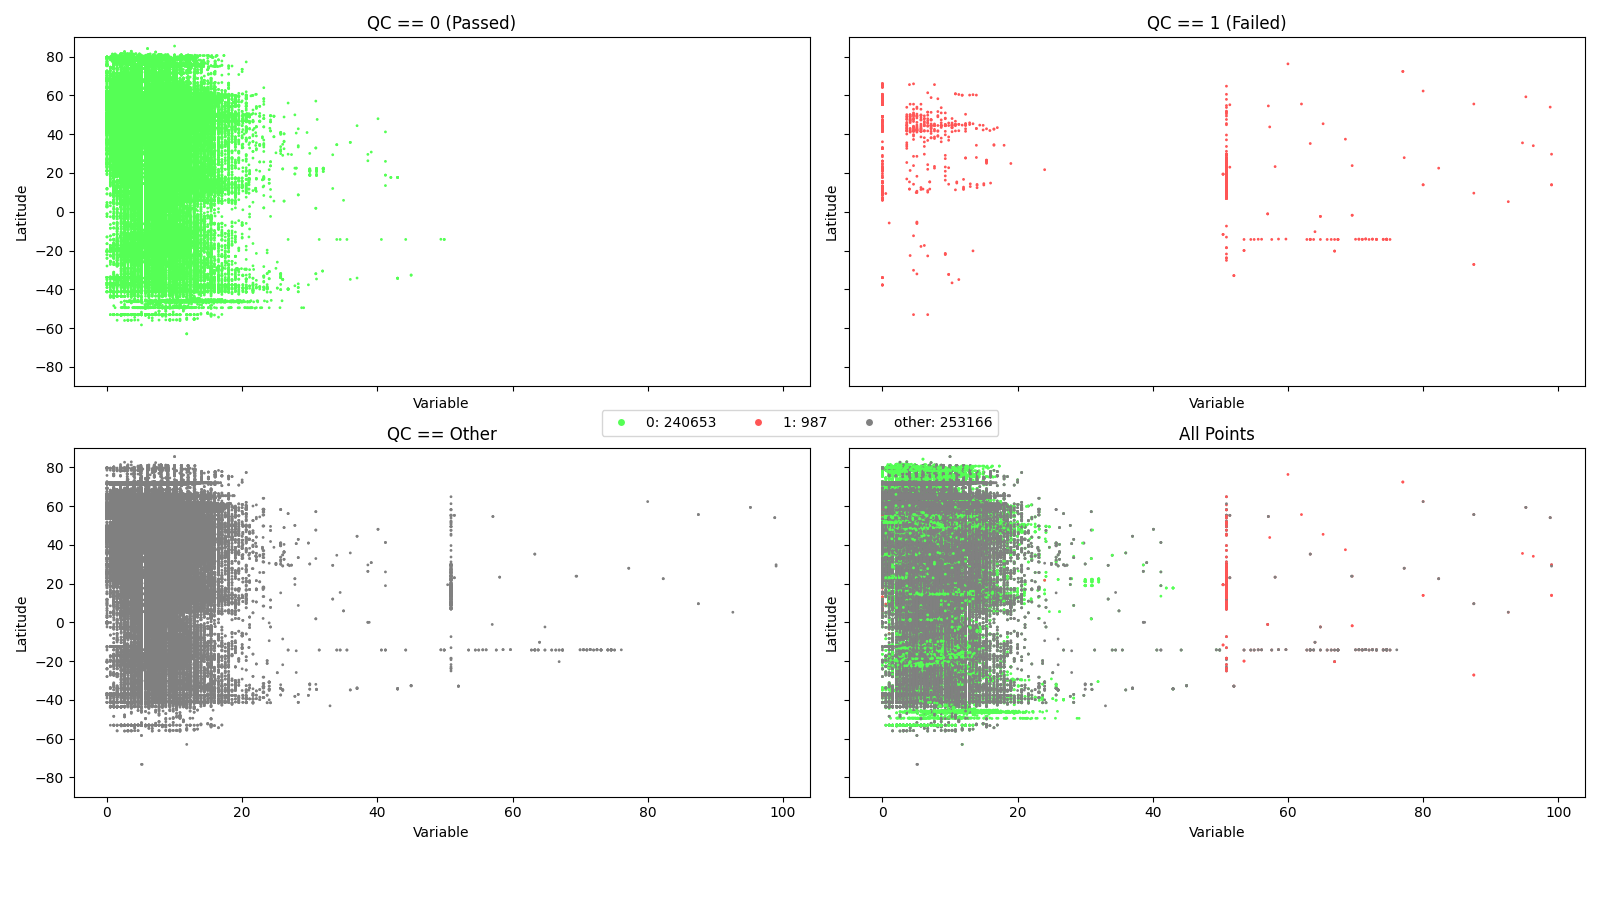 QC == 0 (Passed)
QC == 1 (Failed)
80
60
40
20
0
−20
−40
−60
−80
Latitude
Latitude
Variable
Variable
0: 240653 1: 987 other: 253166
QC == Other
All Points
80
60
40
20
0
−20
−40
−60
−80
Latitude
Latitude
0 20 40 60 80 100
0 20 40 60 80 100
Variable
Variable